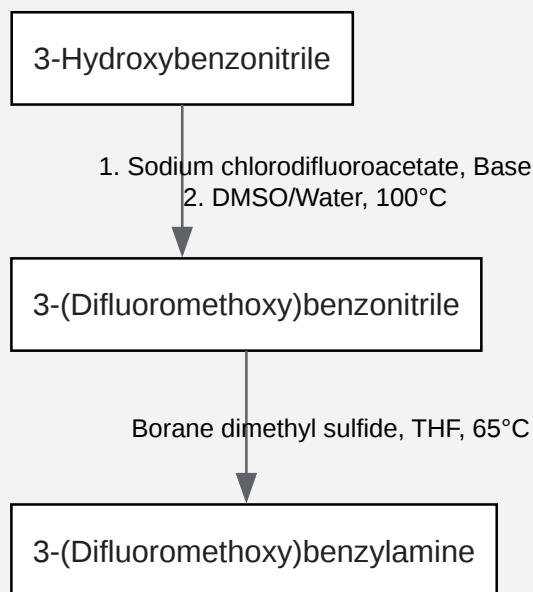 3-Hydroxybenzonitrile
1. Sodium chlorodifluoroacetate, Base
2. DMSO/Water, 100°C
3-(Difluoromethoxy)benzonitrile
Borane dimethyl sulfide, THF, 65°C
3-(Difluoromethoxy)benzylamine